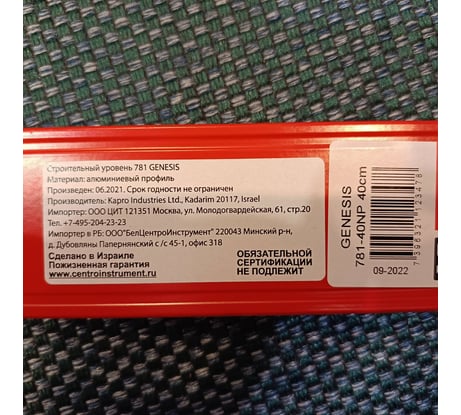 Строительный уровень 781 GENESIS
Материал: алюминиевый профиль
Произведен: 06.2021. Срок годности не ограничен
Производитель: Kapro Industries Ltd., Kadarim 20117, Israel
Импортер: ООО ЦИТ 121351 Москва, ул. Молодогвардейская, 61, стр.20
Тел.: +7-495-204-23-23
Импортер в РБ: ООО"БелЦентроИнструмент" 220043 Минский р-н,
д. Дубовляны Папернянский с/с 45-1, офис 318
Сделано в Израиле
Пожизненная гарантия
www.centroinstrument.ru
ОБЯЗАТЕЛЬНОЙ
СЕРТИФИКАЦИИ
НЕ ПОДЛЕЖИТ
GENESIS
781-40NP 40cm
09-2022